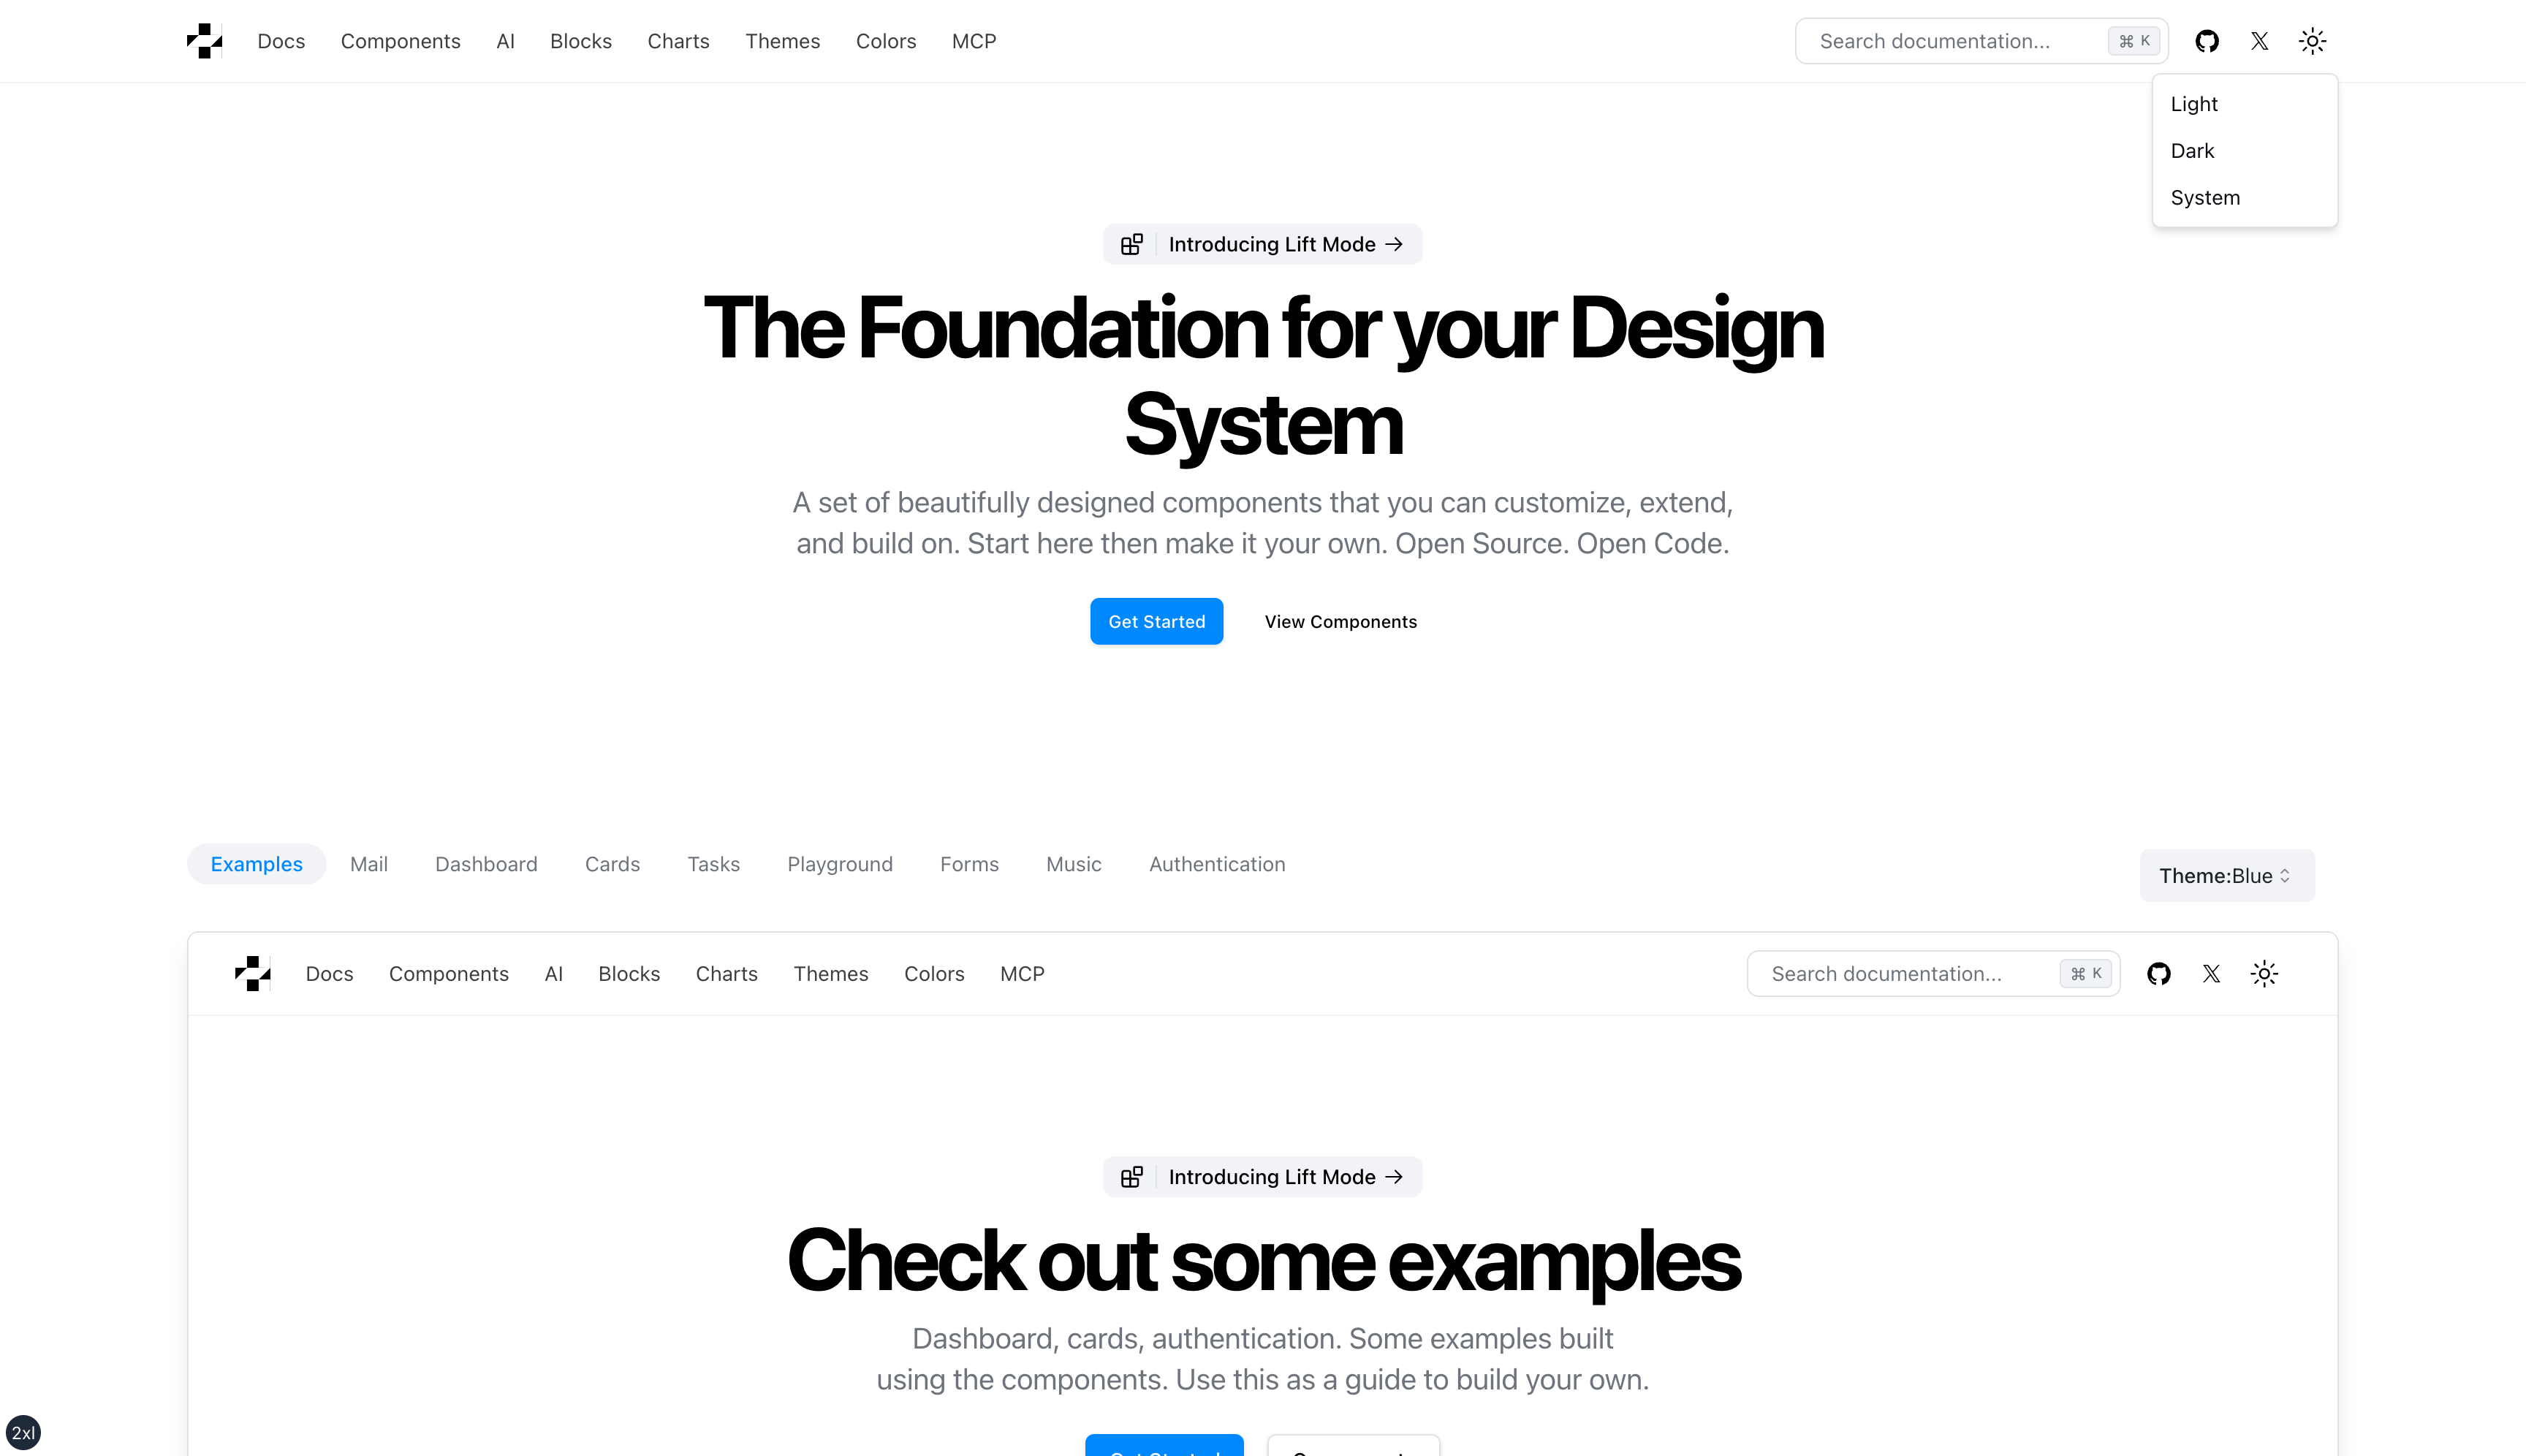 Docs Components AI Blocks Charts Themes Colors MCP Search documentation... ⌘ K
Light
Dark
System
Introducing Lift Mode →
The Foundation for your Design
System
A set of beautifully designed components that you can customize, extend,
and build on. Start here then make it your own. Open Source. Open Code.
Get Started View Components
Examples Mail Dashboard Cards Tasks Playground Forms Music Authentication Theme:Blue
Docs Components AI Blocks Charts Themes Colors MCP Search documentation... ⌘ K
Introducing Lift Mode →
Check out some examples
Dashboard, cards, authentication. Some examples built
using the components. Use this as a guide to build your own.
2xl